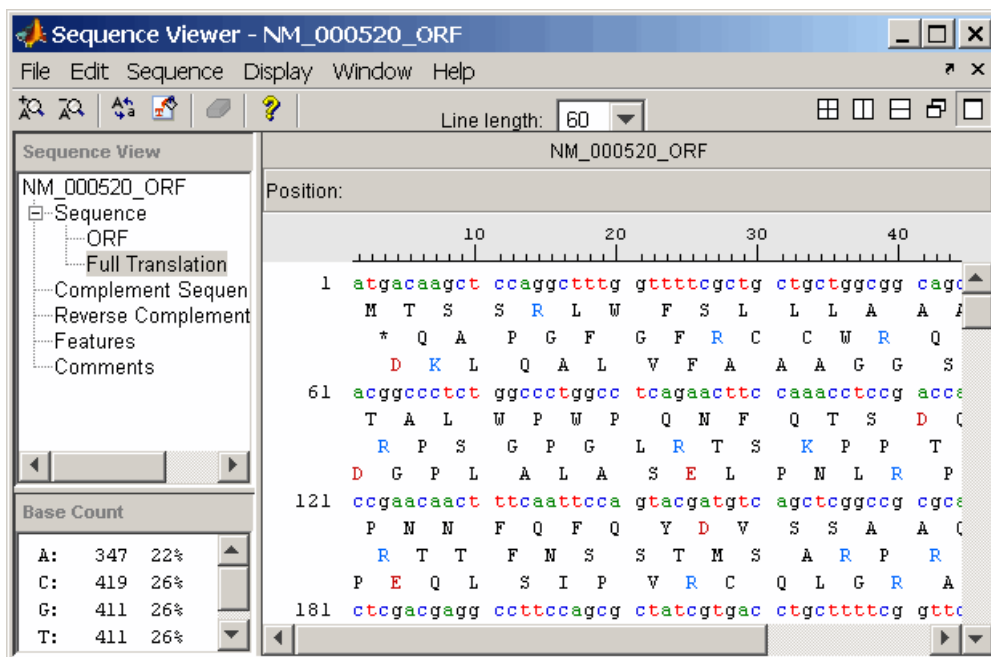 Sequence Viewer - NM_000520_ORF
File Edit Sequence Display Window Help
Line length: 60
Sequence View
NM_000520_ORF
Sequence
ORF
Full Translation
Complement Sequen
Reverse Complement
Features
Comments
Base Count
A: 347 22%
C: 419 26%
G: 411 26%
T: 411 26%
NM_000520_ORF
Position:
10 20 30 40
1 atgacaagct ccaggctttg gttttcgctg ctgctggcgg cagc
M T S S R L W F S L L L A A A
* Q A P G F G F R C C W R Q
D K L Q A L V F A A A G G S
61 acggccctct ggccctggcc tcagaacttc caaacctccg acca
T A L W P W P Q N F Q T S D Q
R P S G P G L R T S K P P T
D G P L A L A S E L P N L R P
121 ccgaacaact ttcaattcca gtacgatgtc agctcggccg cgca
P N N F Q F Q Y D V S S A A Q
R T T F N S S T M S A R P R
P E Q L S I P V R C Q L G R A
181 ctcgacgagg ccttccagcg ctatcgtgac ctgcttttcg gttc